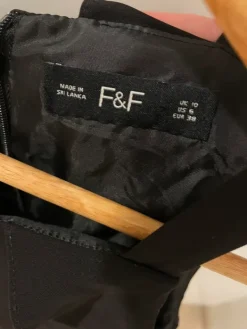 MADE IN
SRI LANKA
F&F
UK 10
US 6
EUR 38